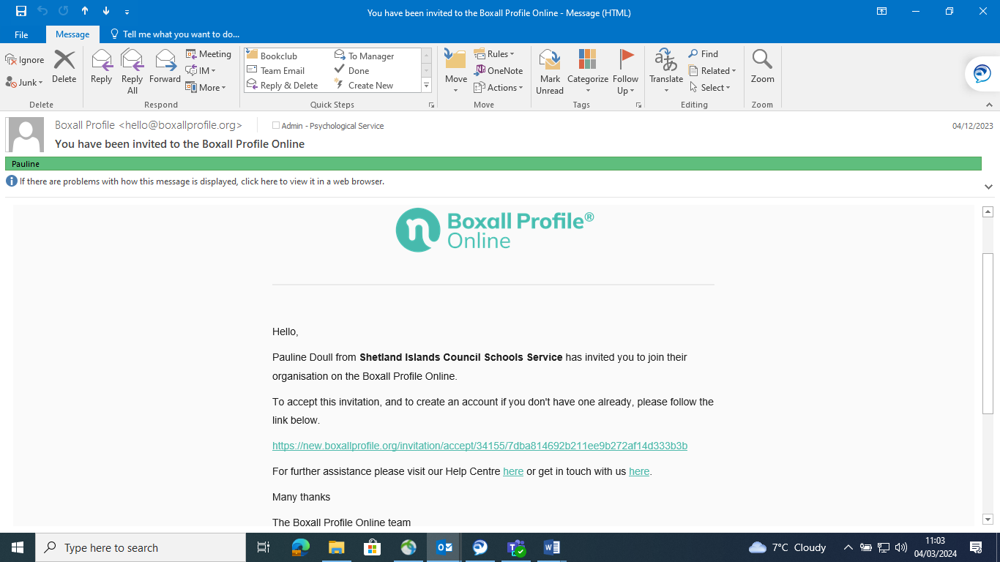 You have been invited to the Boxall Profile Online - Message (HTML)
File Message Tell me what you want to do...
Ignore
Junk
Delete
Delete
Reply
Reply All
Forward
Meeting
IM
More
Respond
Bookclub
Team Email
Reply & Delete
To Manager
Done
Create New
Quick Steps
Move
Rules
OneNote
Actions
Move
Mark Unread
Categorize
Follow Up
Tags
Translate
Find
Related
Select
Editing
Zoom
Zoom
Boxall Profile <hello@boxallprofile.org> Admin - Psychological Service 04/12/2023
You have been invited to the Boxall Profile Online
Pauline
If there are problems with how this message is displayed, click here to view it in a web browser.
n Boxall Profile®
Online
Hello,
Pauline Doull from Shetland Islands Council Schools Service has invited you to join their
organisation on the Boxall Profile Online.
To accept this invitation, and to create an account if you don't have one already, please follow the
link below.
https://new.boxallprofile.org/invitation/accept/34155/7dba814692b211ee9b272af14d333b3b
For further assistance please visit our Help Centre here or get in touch with us here.
Many thanks
The Boxall Profile Online team
Type here to search
7°C Cloudy
11:03
04/03/2024